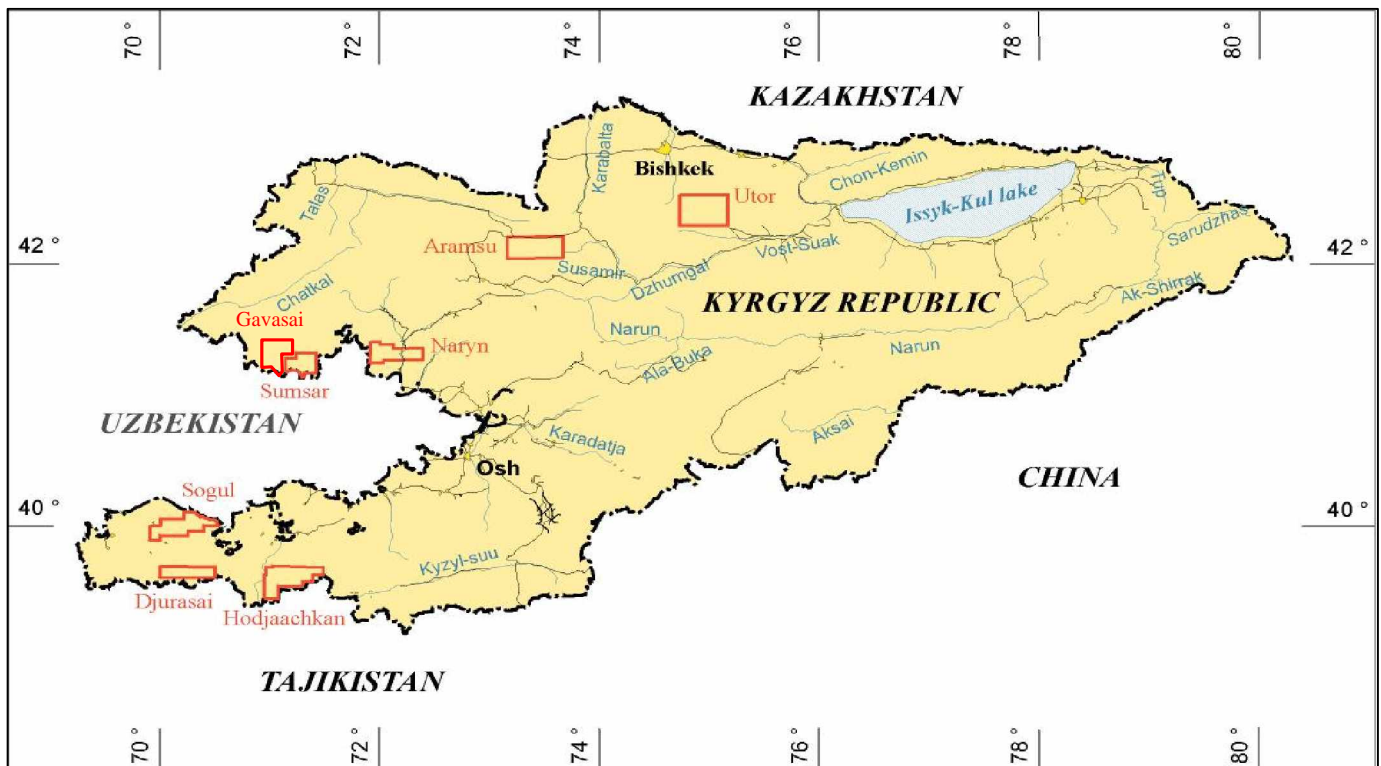 70 °
72 °
74 °
76 °
78 °
80 °
KAZAKHSTAN
Karabalta
Bishkek
Chon-Kemin
Talas
Utor
Issyk-Kul lake
Tup
Sarudzhas
42 °
Aramsu
Vost-Suak
42 °
Susamir
Dzhumgal
Chatkal
KYRGYZ REPUBLIC
Ak-Shirrak
Gavasai
Narun
Naryn
Narun
Ala-Buka
Sumsar
UZBEKISTAN
Karadatja
Aksai
Osh
CHINA
Sogul
40 °
40 °
Kyzyl-suu
Djurasai
Hodjaachkan
TAJIKISTAN
70 °
72 °
74 °
76 °
78 °
80 °